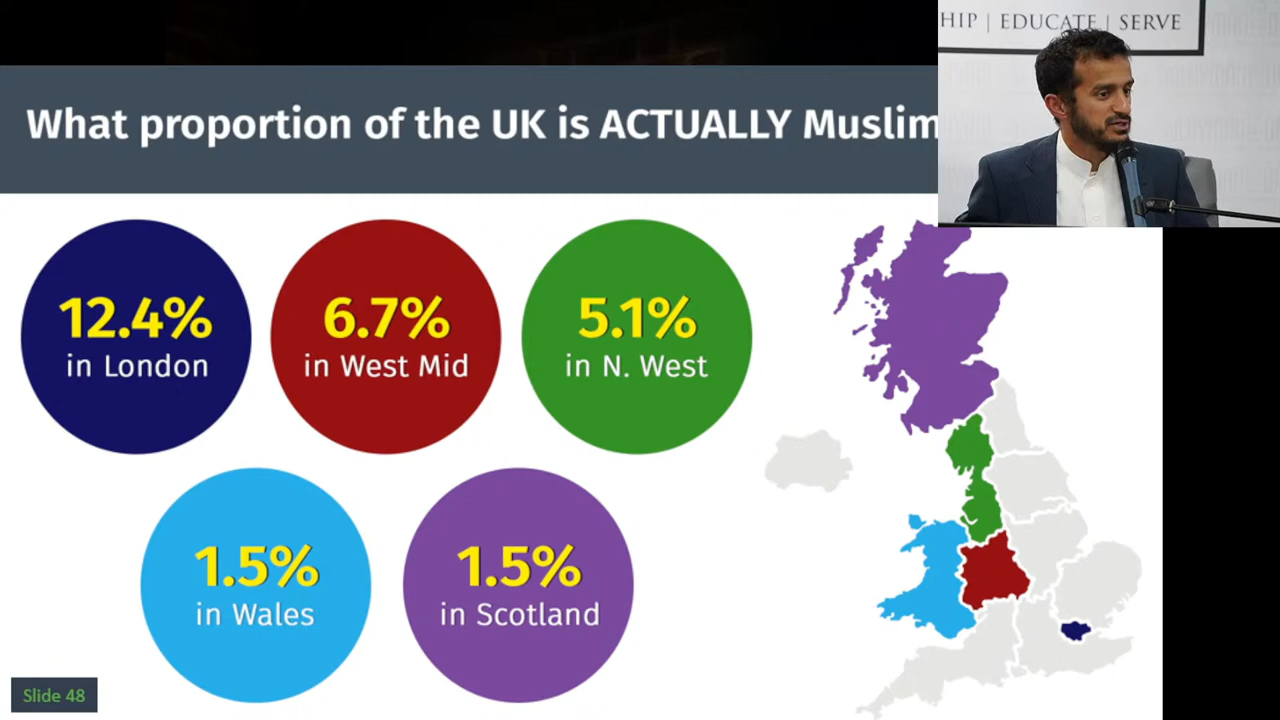 HIP | EDUCATE | SERVE
What proportion of the UK is ACTUALLY Muslim
12.4%
in London
6.7%
in West Mid
5.1%
in N. West
1.5%
in Wales
1.5%
in Scotland
Slide 48